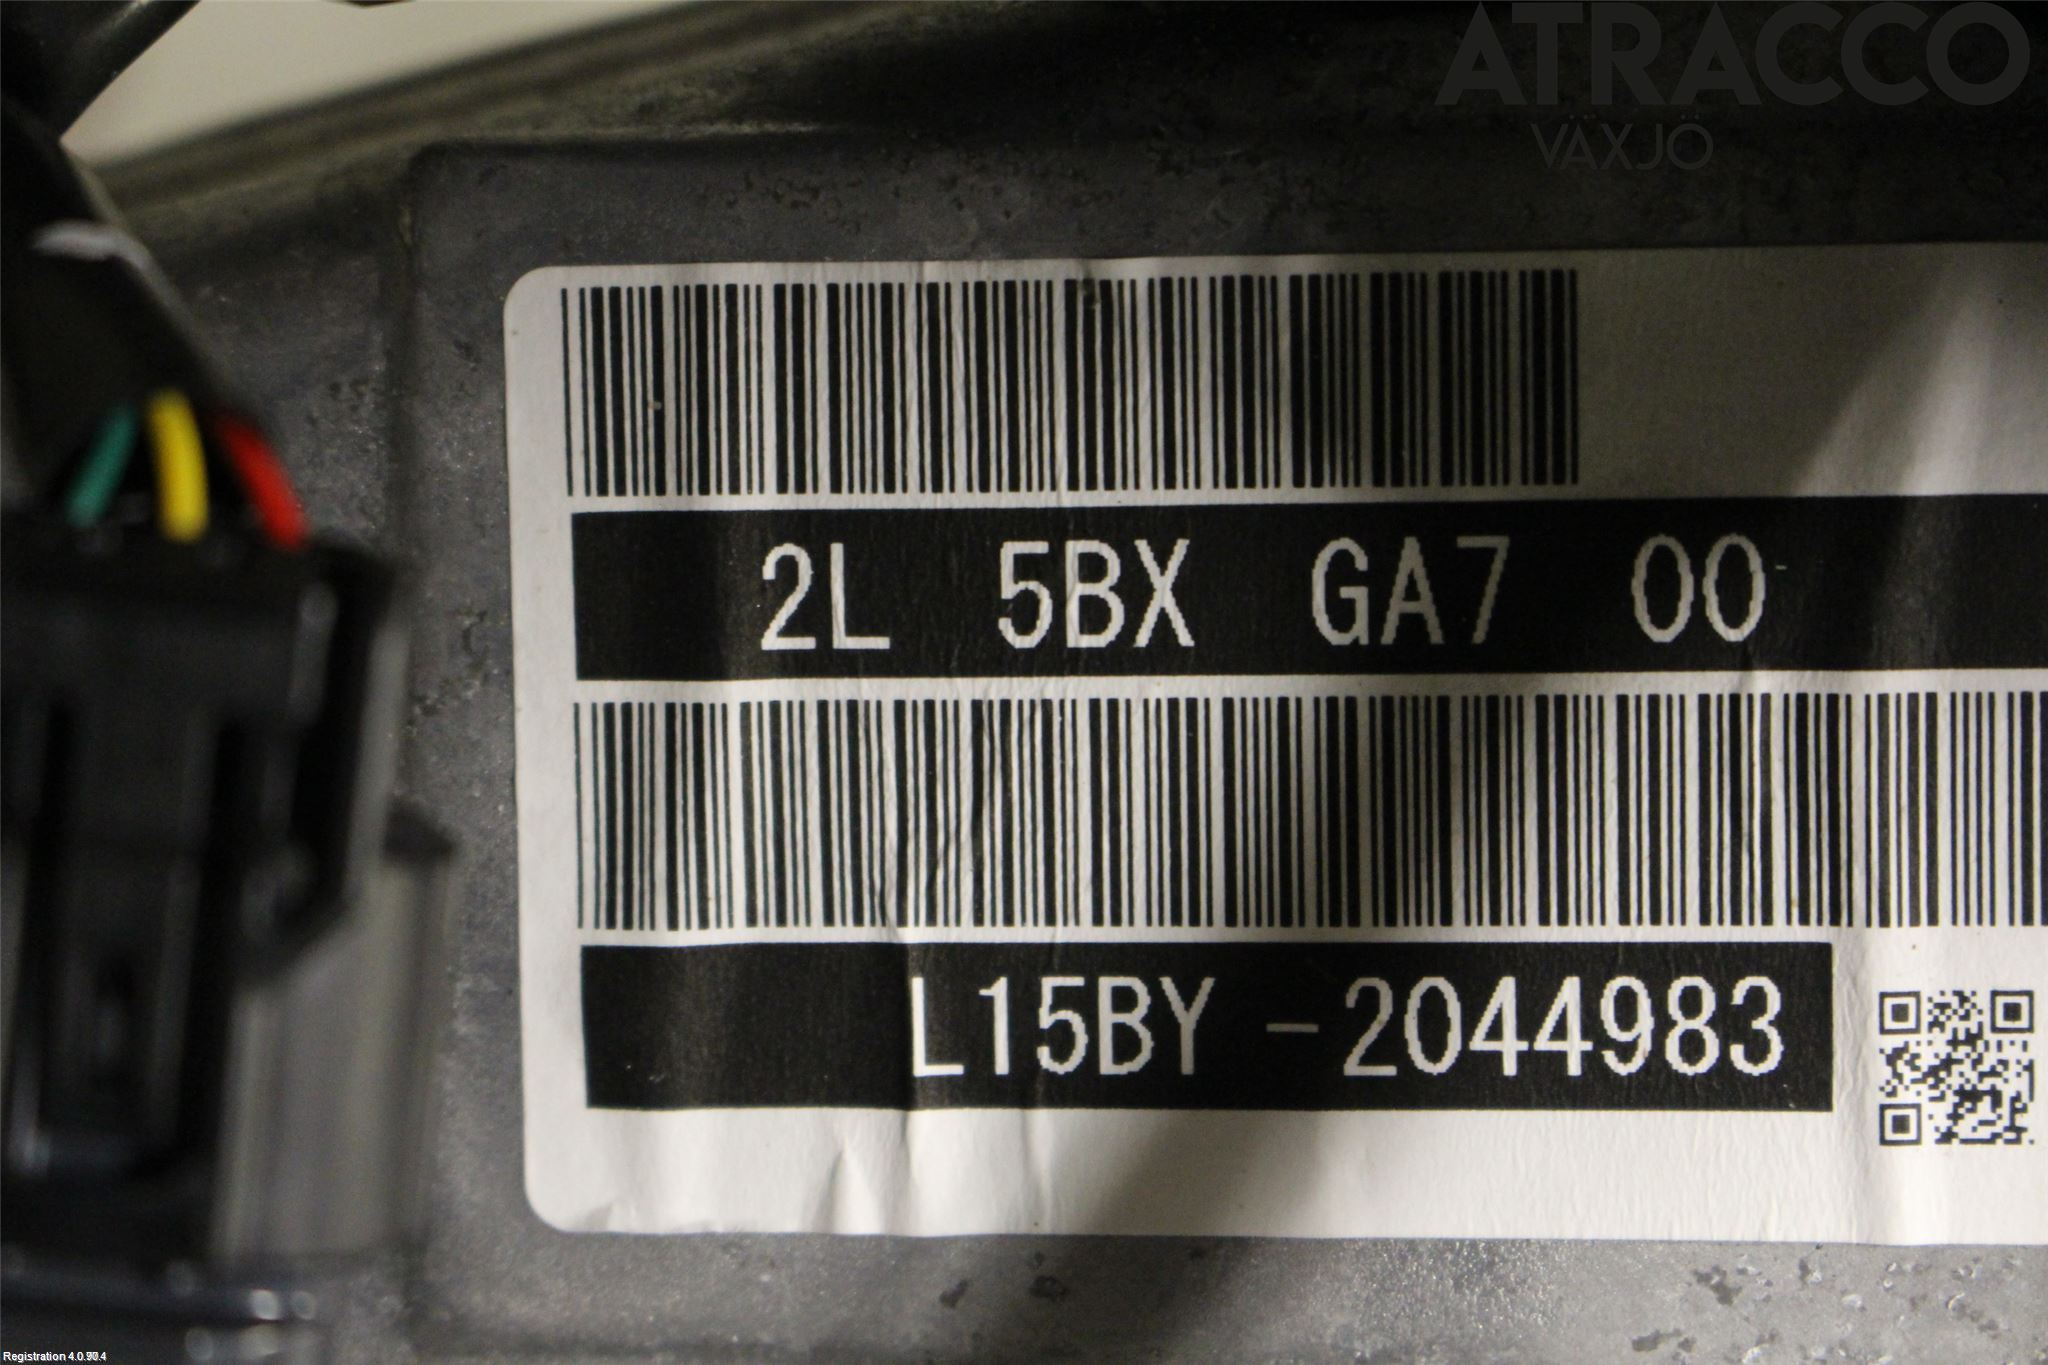 ATRACCO
VÄXJÖ
2L 5BX GA7 00
L15BY-2044983